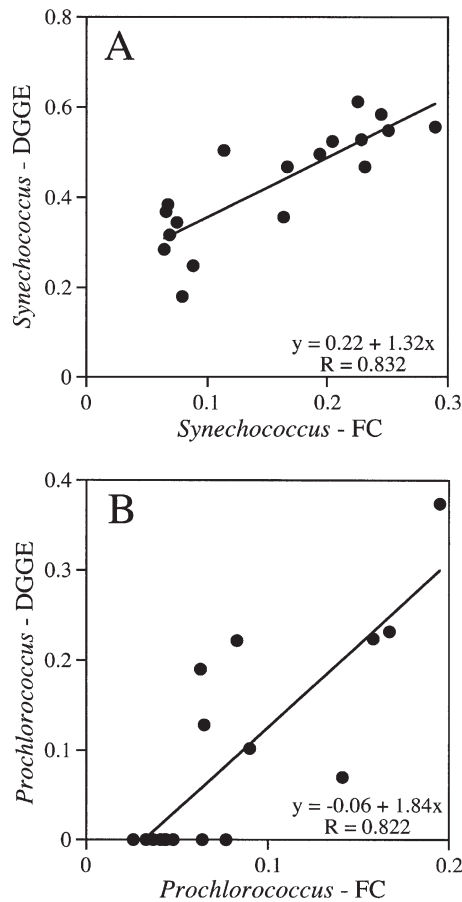 A
0.8
0.6
0.4
0.2
0
Synechococcus - DGGE
y = 0.22 + 1.32x
R = 0.832
0 0.1 0.2 0.3
Synechococcus - FC
B
0.4
0.3
0.2
0.1
0
Prochlorococcus - DGGE
y = -0.06 + 1.84x
R = 0.822
0 0.1 0.2
Prochlorococcus - FC